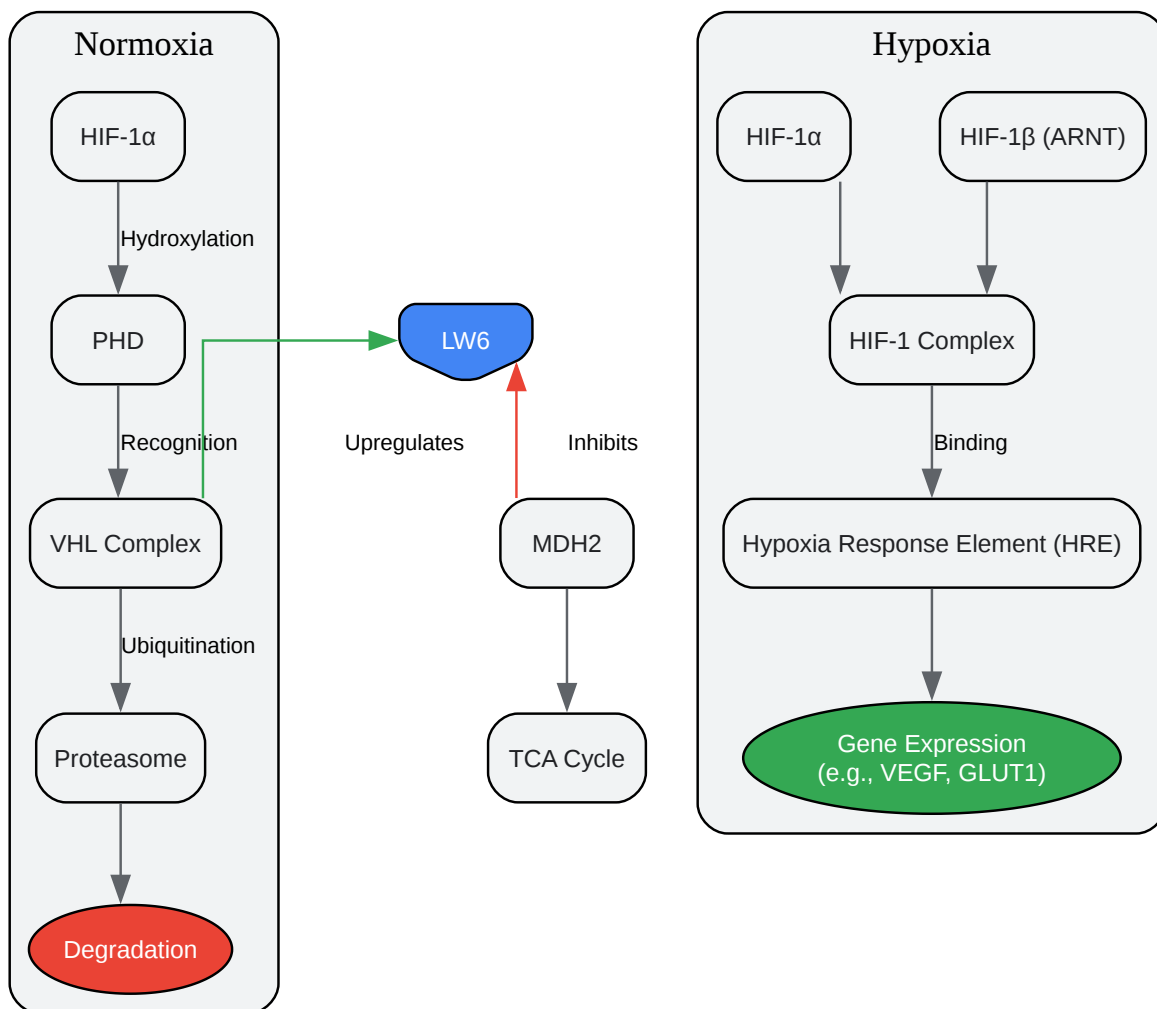 Normoxia
HIF-1α
Hydroxylation
PHD
Recognition
VHL Complex
Ubiquitination
Proteasome
Degradation
LW6
Upregulates
Inhibits
MDH2
TCA Cycle
Hypoxia
HIF-1α
HIF-1β (ARNT)
HIF-1 Complex
Binding
Hypoxia Response Element (HRE)
Gene Expression
(e.g., VEGF, GLUT1)